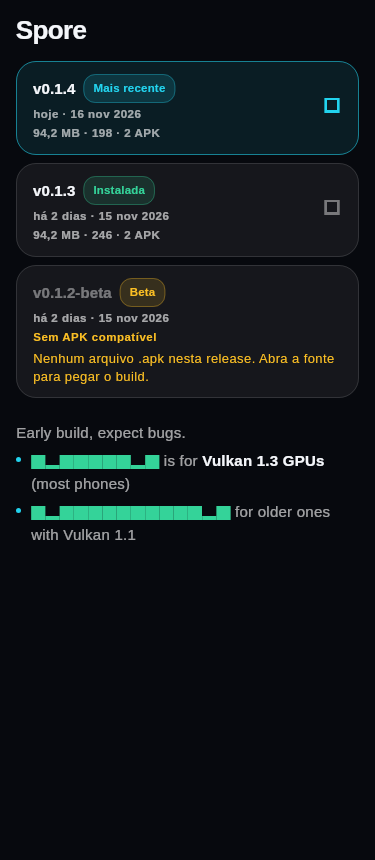 Spore
v0.1.4 Mais recente
hoje · 16 nov 2026
94,2 MB · 198 · 2 APK
v0.1.3 Instalada
há 2 dias · 15 nov 2026
94,2 MB · 246 · 2 APK
v0.1.2-beta Beta
há 2 dias · 15 nov 2026
Sem APK compatível
Nenhum arquivo .apk nesta release. Abra a fonte
para pegar o build.
Early build, expect bugs.
is for Vulkan 1.3 GPUs
(most phones)
for older ones
with Vulkan 1.1